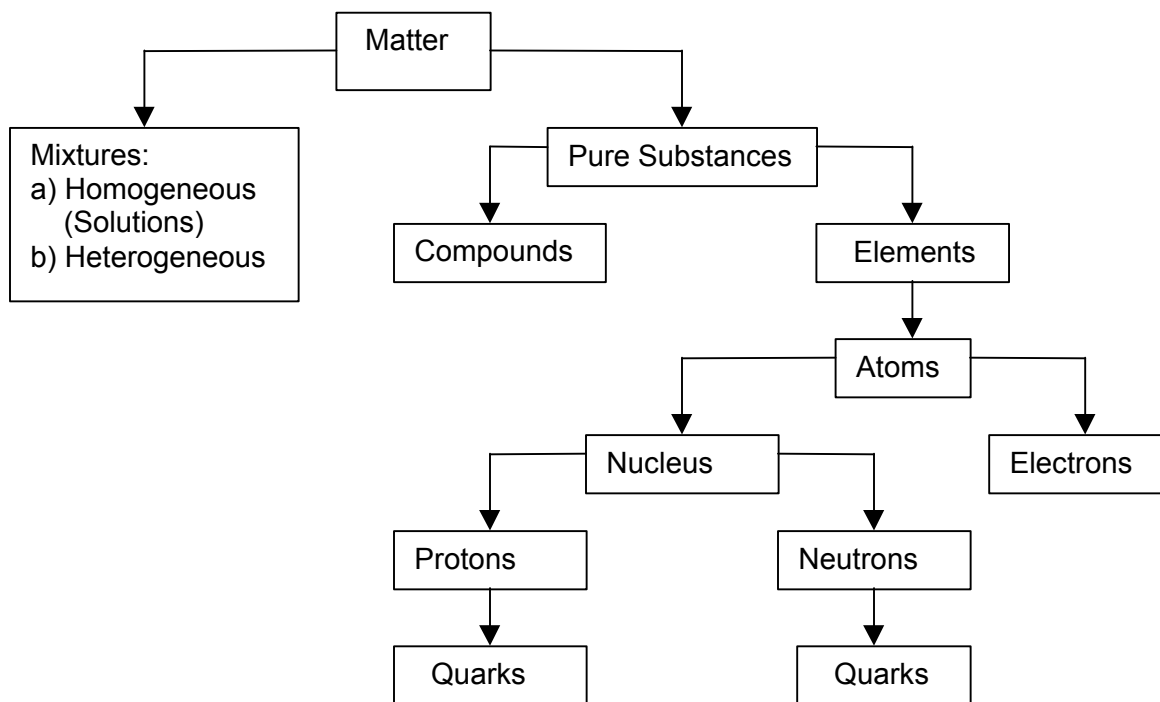 Matter
Mixtures:
a) Homogeneous
(Solutions)
b) Heterogeneous
Pure Substances
Compounds
Elements
Atoms
Nucleus
Electrons
Protons
Neutrons
Quarks
Quarks